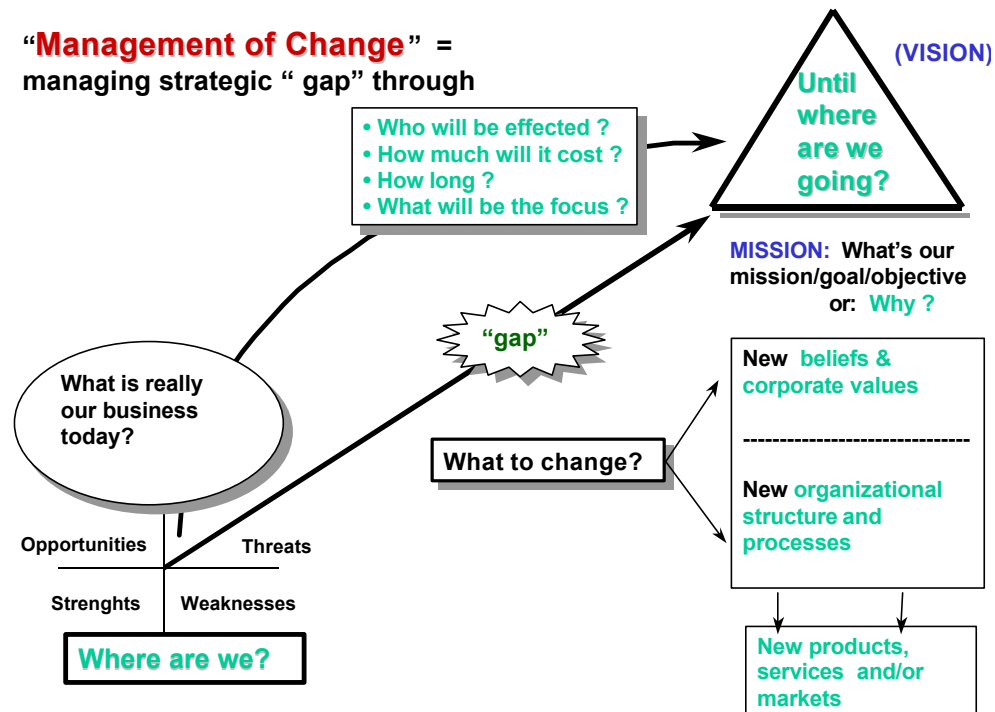 “Management of Change” =
managing strategic “ gap” through
(VISION)
Until
where
are we
going?
• Who will be effected ?
• How much will it cost ?
• How long ?
• What will be the focus ?
MISSION: What’s our
mission/goal/objective
or: Why ?
“gap”
What is really
our business
today?
New beliefs &
corporate values
--------------------------------
What to change?
New organizational
structure and
processes
Opportunities
Threats
Strenghts
Weaknesses
Where are we?
New products,
services and/or
markets